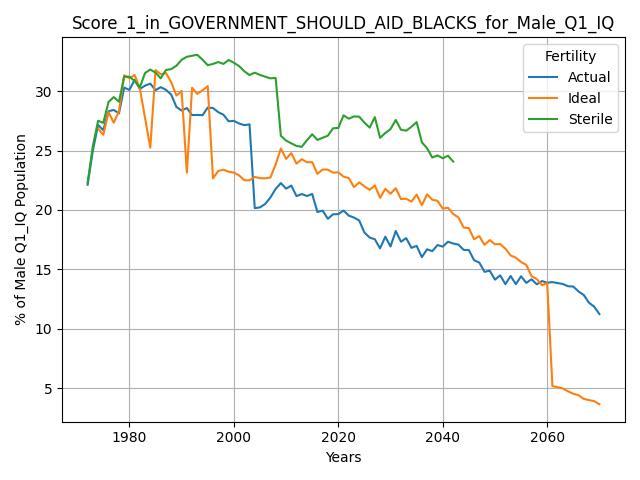 Score_1_in_GOVERNMENT_SHOULD_AID_BLACKS_for_Male_Q1_IQ
Fertility
Actual
Ideal
Sterile
% of Male Q1_IQ Population
30
25
20
15
10
5
1980 2000 2020 2040 2060
Years